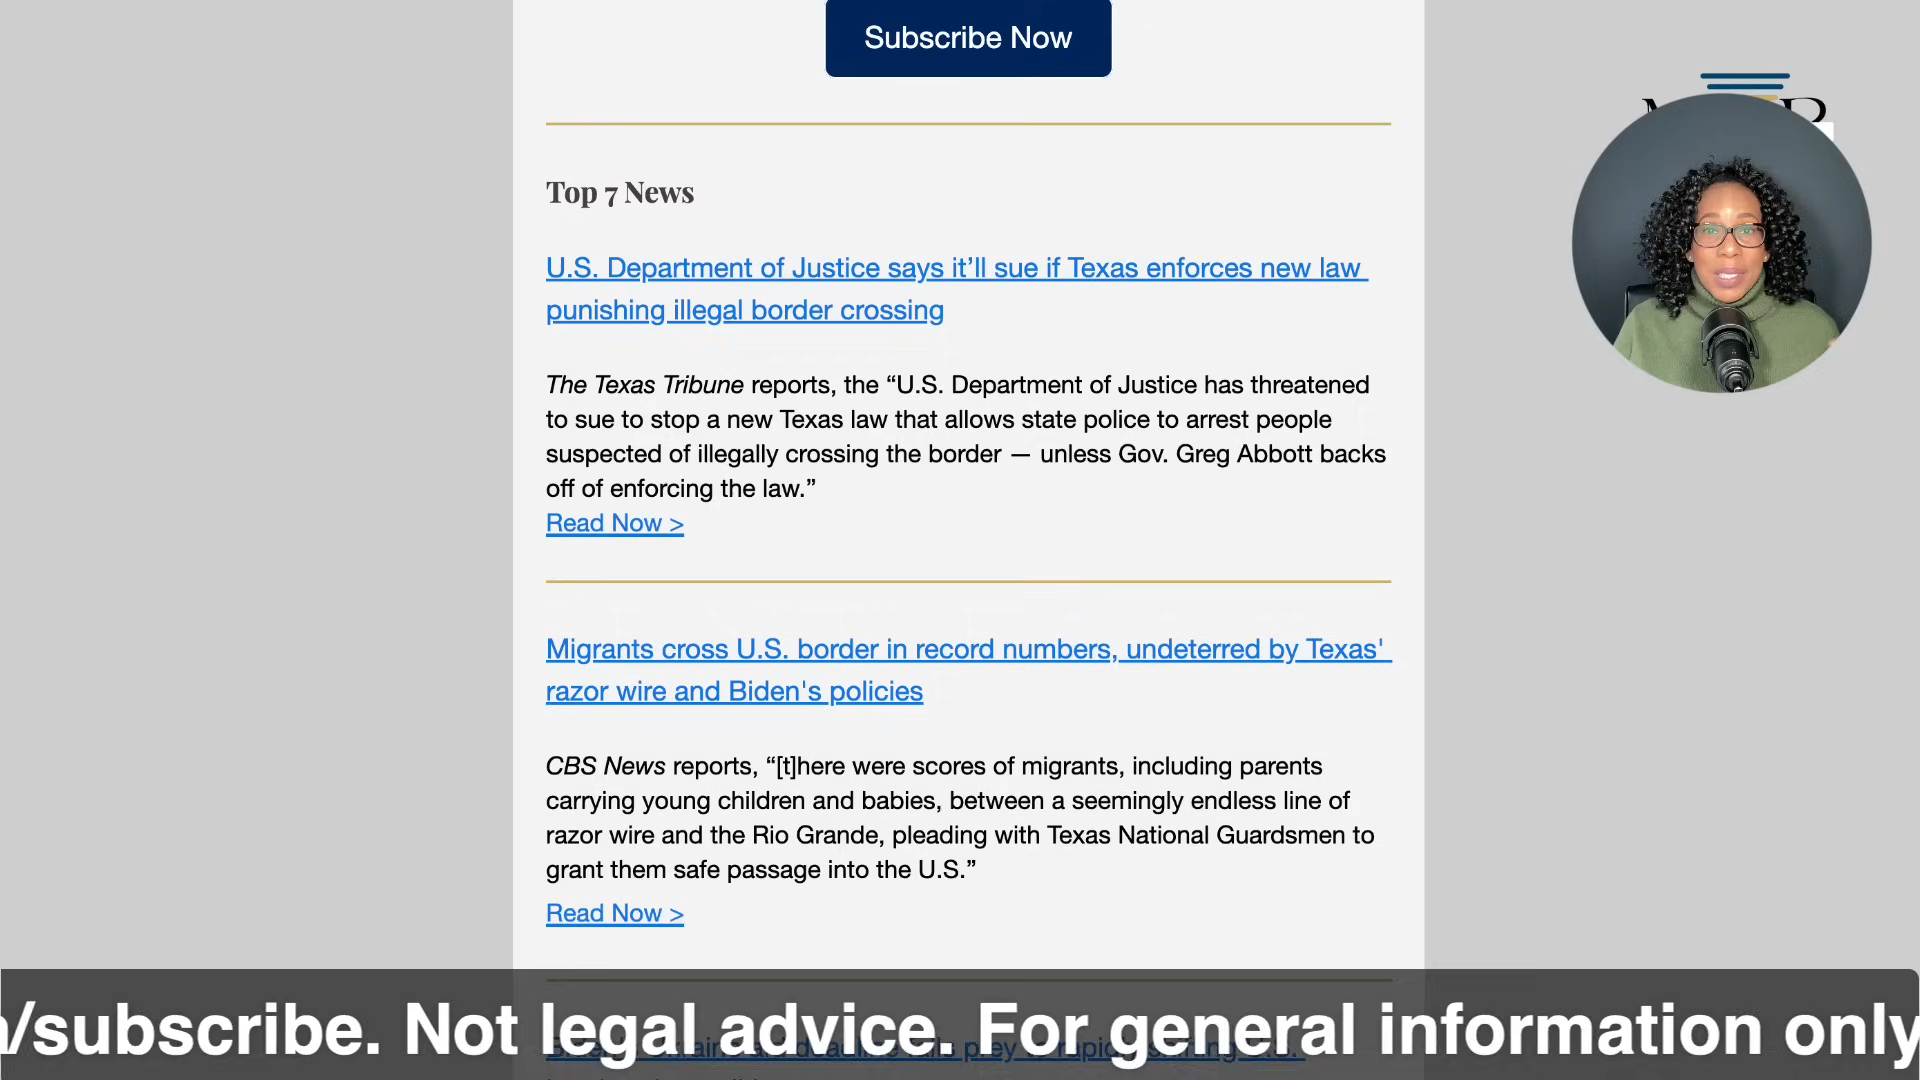 Subscribe Now
Top 7 News
U.S. Department of Justice says it’ll sue if Texas enforces new law
punishing illegal border crossing
The Texas Tribune reports, the “U.S. Department of Justice has threatened
to sue to stop a new Texas law that allows state police to arrest people
suspected of illegally crossing the border — unless Gov. Greg Abbott backs
off of enforcing the law.”
Read Now >
Migrants cross U.S. border in record numbers, undeterred by Texas'
razor wire and Biden's policies
CBS News reports, “[t]here were scores of migrants, including parents
carrying young children and babies, between a seemingly endless line of
razor wire and the Rio Grande, pleading with Texas National Guardsmen to
grant them safe passage into the U.S.”
Read Now >
/subscribe. Not legal advice. For general information only